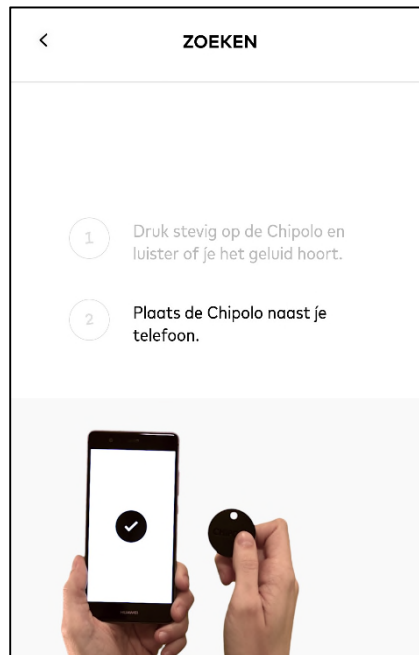 ZOEKEN
1
Druk stevig op de Chipolo en
luister of je het geluid hoort.
2
Plaats de Chipolo naast je
telefoon.
HUAWEI